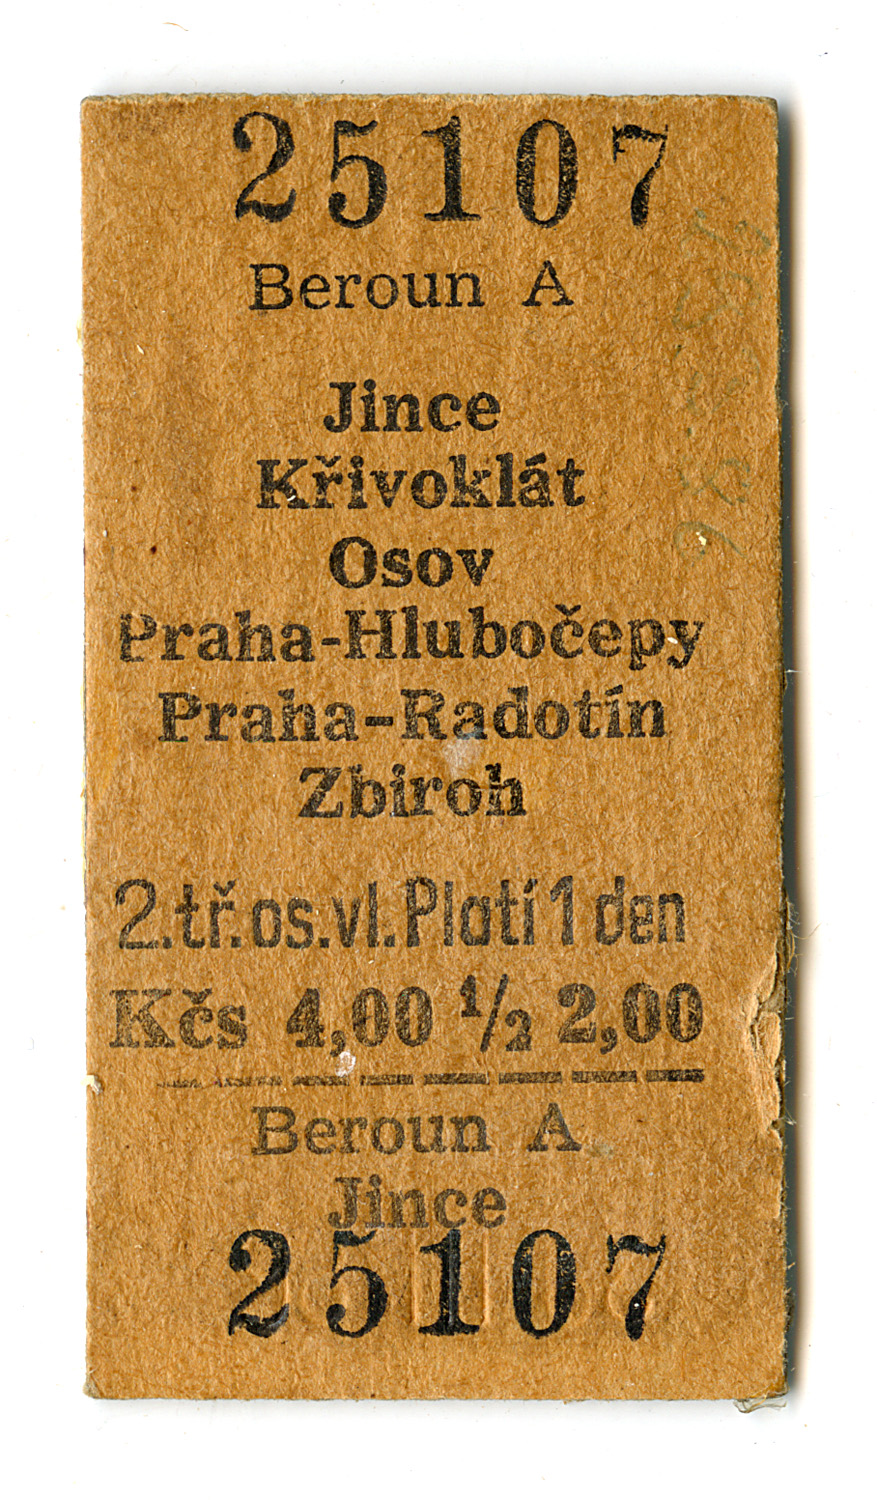 25107
Beroun A
Jince
Křivoklát
Osov
Praha-Hlubočepy
Praha-Radotín
Zbiroh
2.tř.os.vl.Platí 1 den
Kčs 4,00 1/2 2,00
Beroun A
Jince
25107